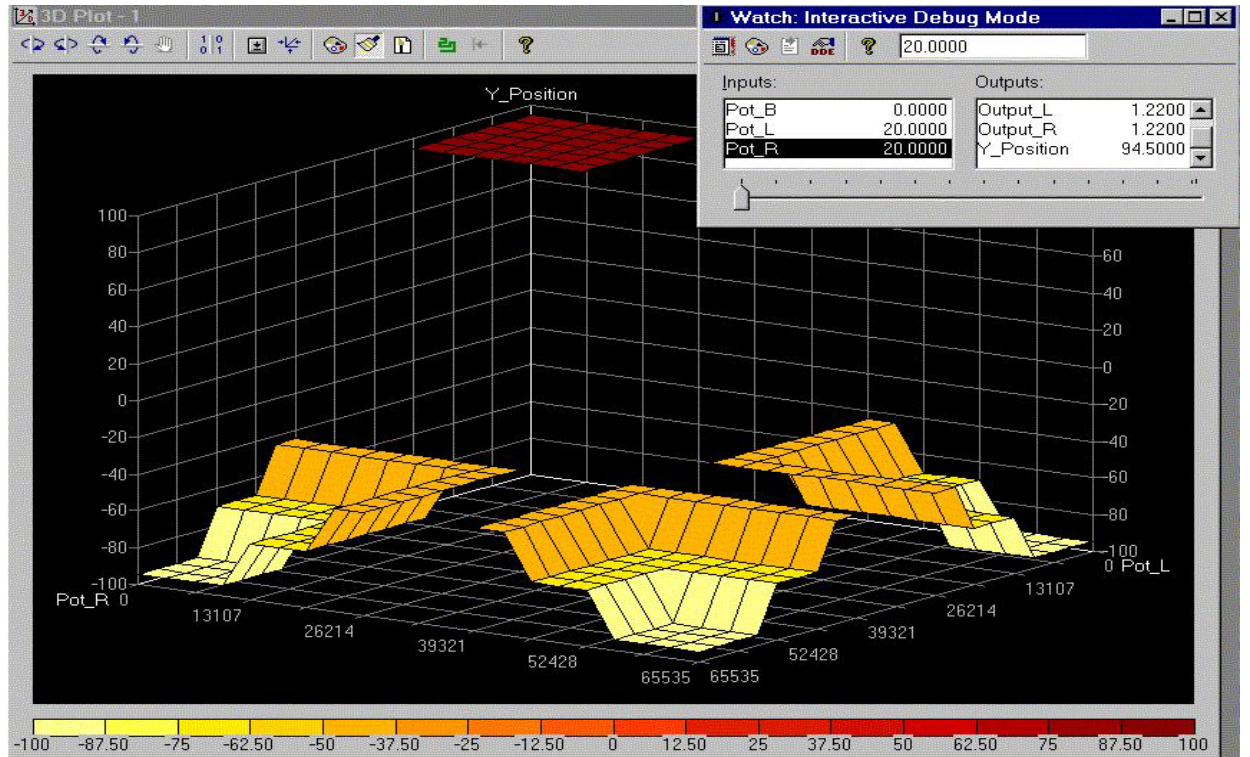 3D Plot - 1
Watch: Interactive Debug Mode
DDE
20.0000
Inputs:
Pot_B 0.0000
Pot_L 20.0000
Pot_R 20.0000
Outputs:
Output_L 1.2200
Output_R 1.2200
Y_Position 94.5000
Y_Position
100
80
60
40
20
0
-20
-40
-60
-80
-100
60
40
20
0
-20
-40
-60
-80
-100
Pot_R 0
13107
26214
39321
52428
65535
65535
52428
39321
26214
13107
0 Pot_L
-100 -87.50 -75 -62.50 -50 -37.50 -25 -12.50 0 12.50 25 37.50 50 62.50 75 87.50 100